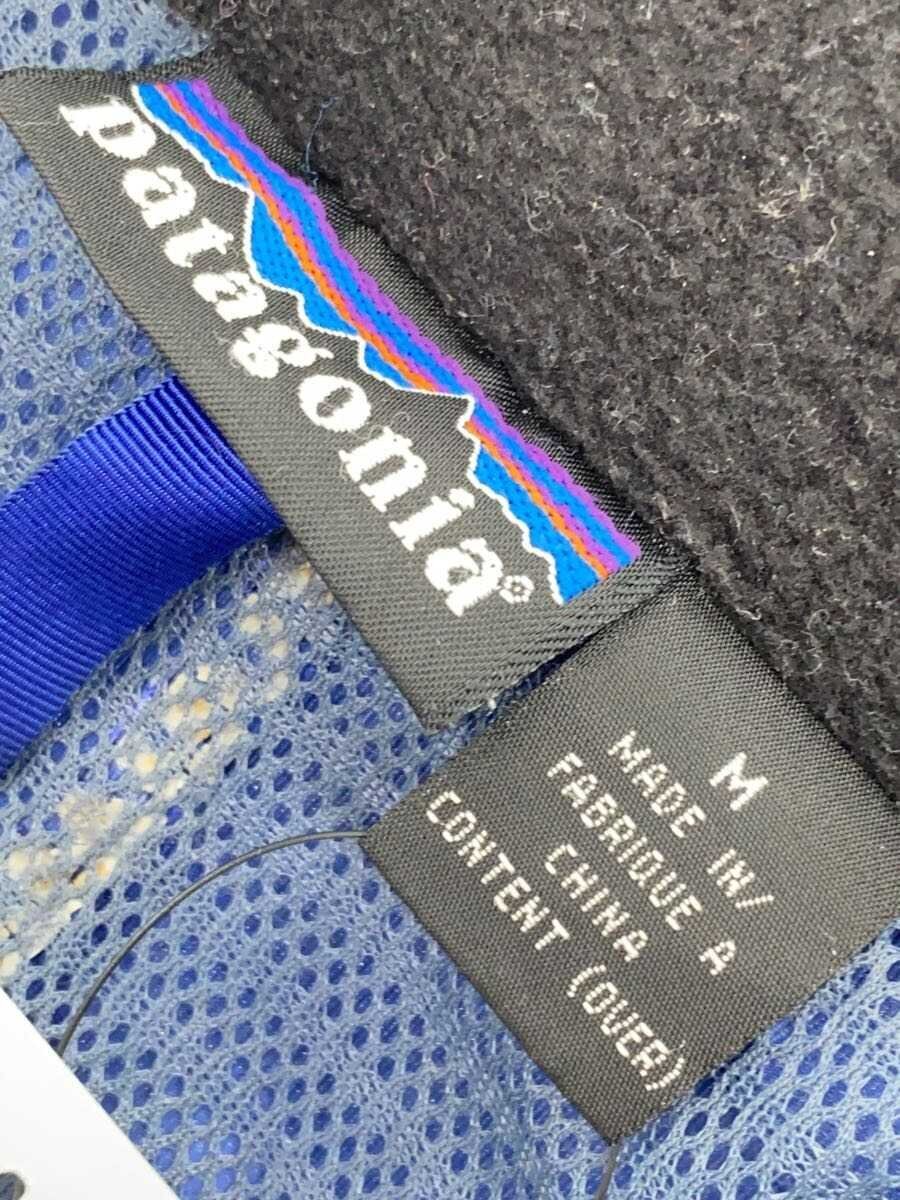 patagonia®
M
MADE IN/
FABRIQUE A
CHINA
CONTENT (OVER)